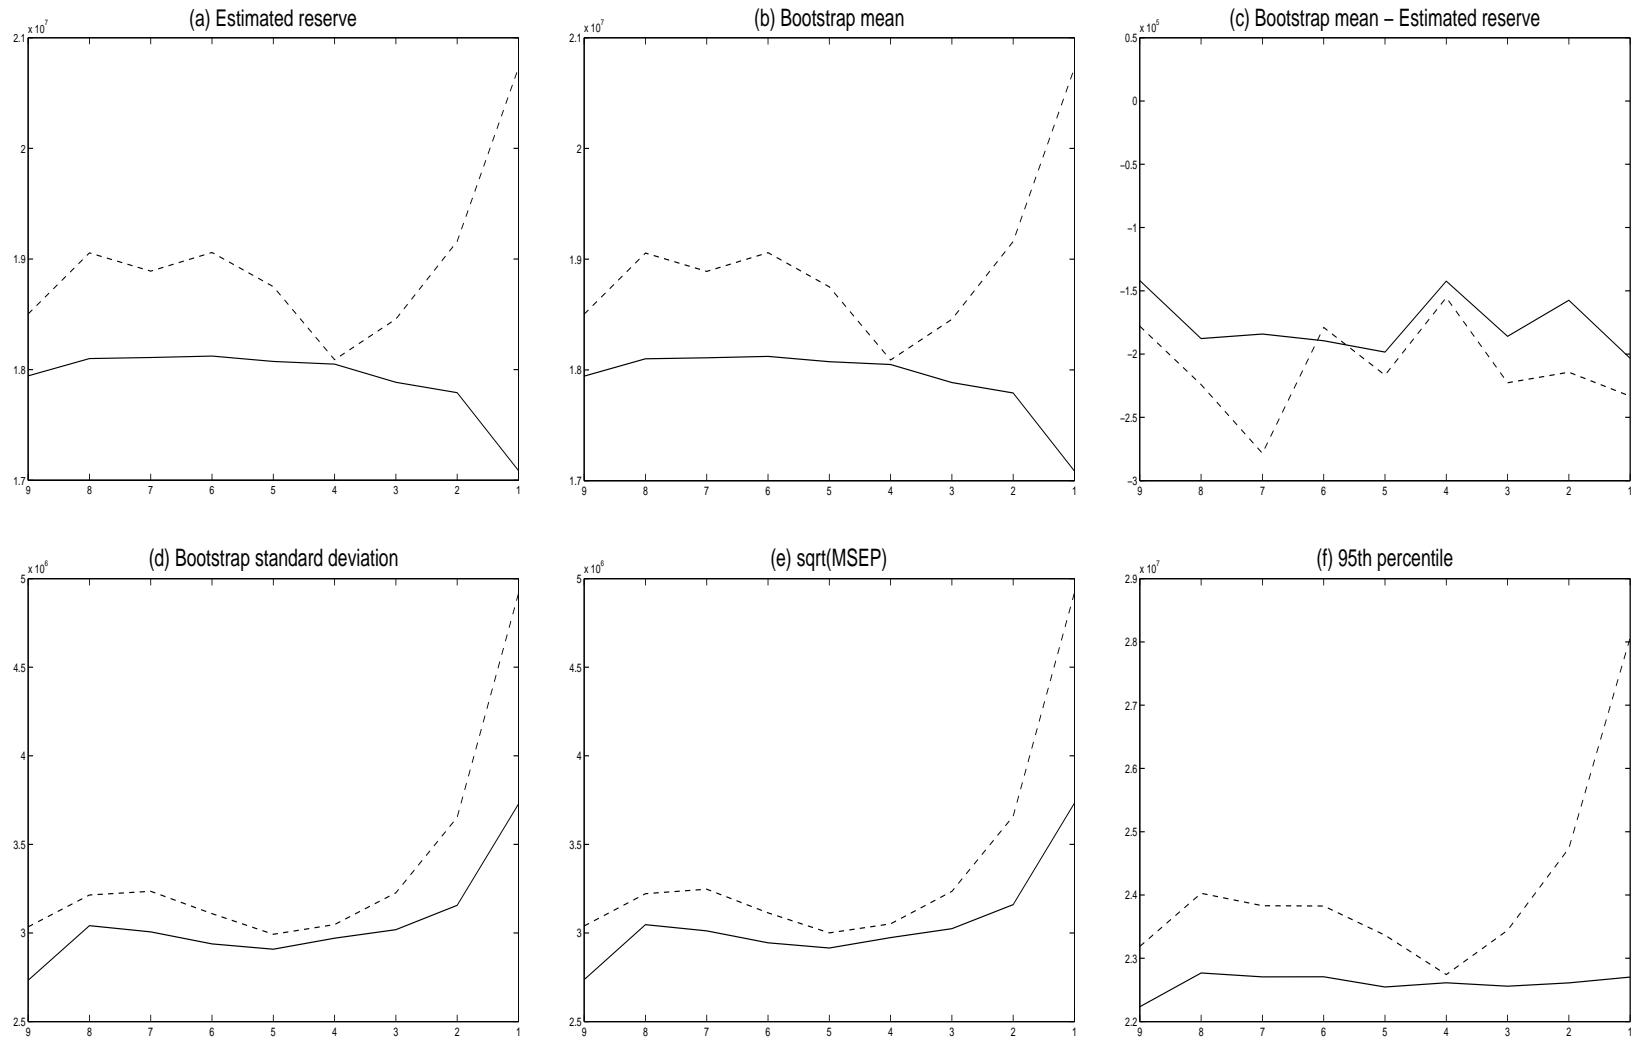 (a) Estimated reserve
x 10^7
2.1
2
1.9
1.8
1.7
9 8 7 6 5 4 3 2 1
(b) Bootstrap mean
x 10^7
2.1
2
1.9
1.8
1.7
9 8 7 6 5 4 3 2 1
(c) Bootstrap mean − Estimated reserve
x 10^5
0.5
0
−0.5
−1
−1.5
−2
−2.5
−3
9 8 7 6 5 4 3 2 1
(d) Bootstrap standard deviation
x 10^6
5
4.5
4
3.5
3
2.5
9 8 7 6 5 4 3 2 1
(e) sqrt(MSEP)
x 10^6
5
4.5
4
3.5
3
2.5
9 8 7 6 5 4 3 2 1
(f) 95th percentile
x 10^7
2.9
2.8
2.7
2.6
2.5
2.4
2.3
2.2
9 8 7 6 5 4 3 2 1